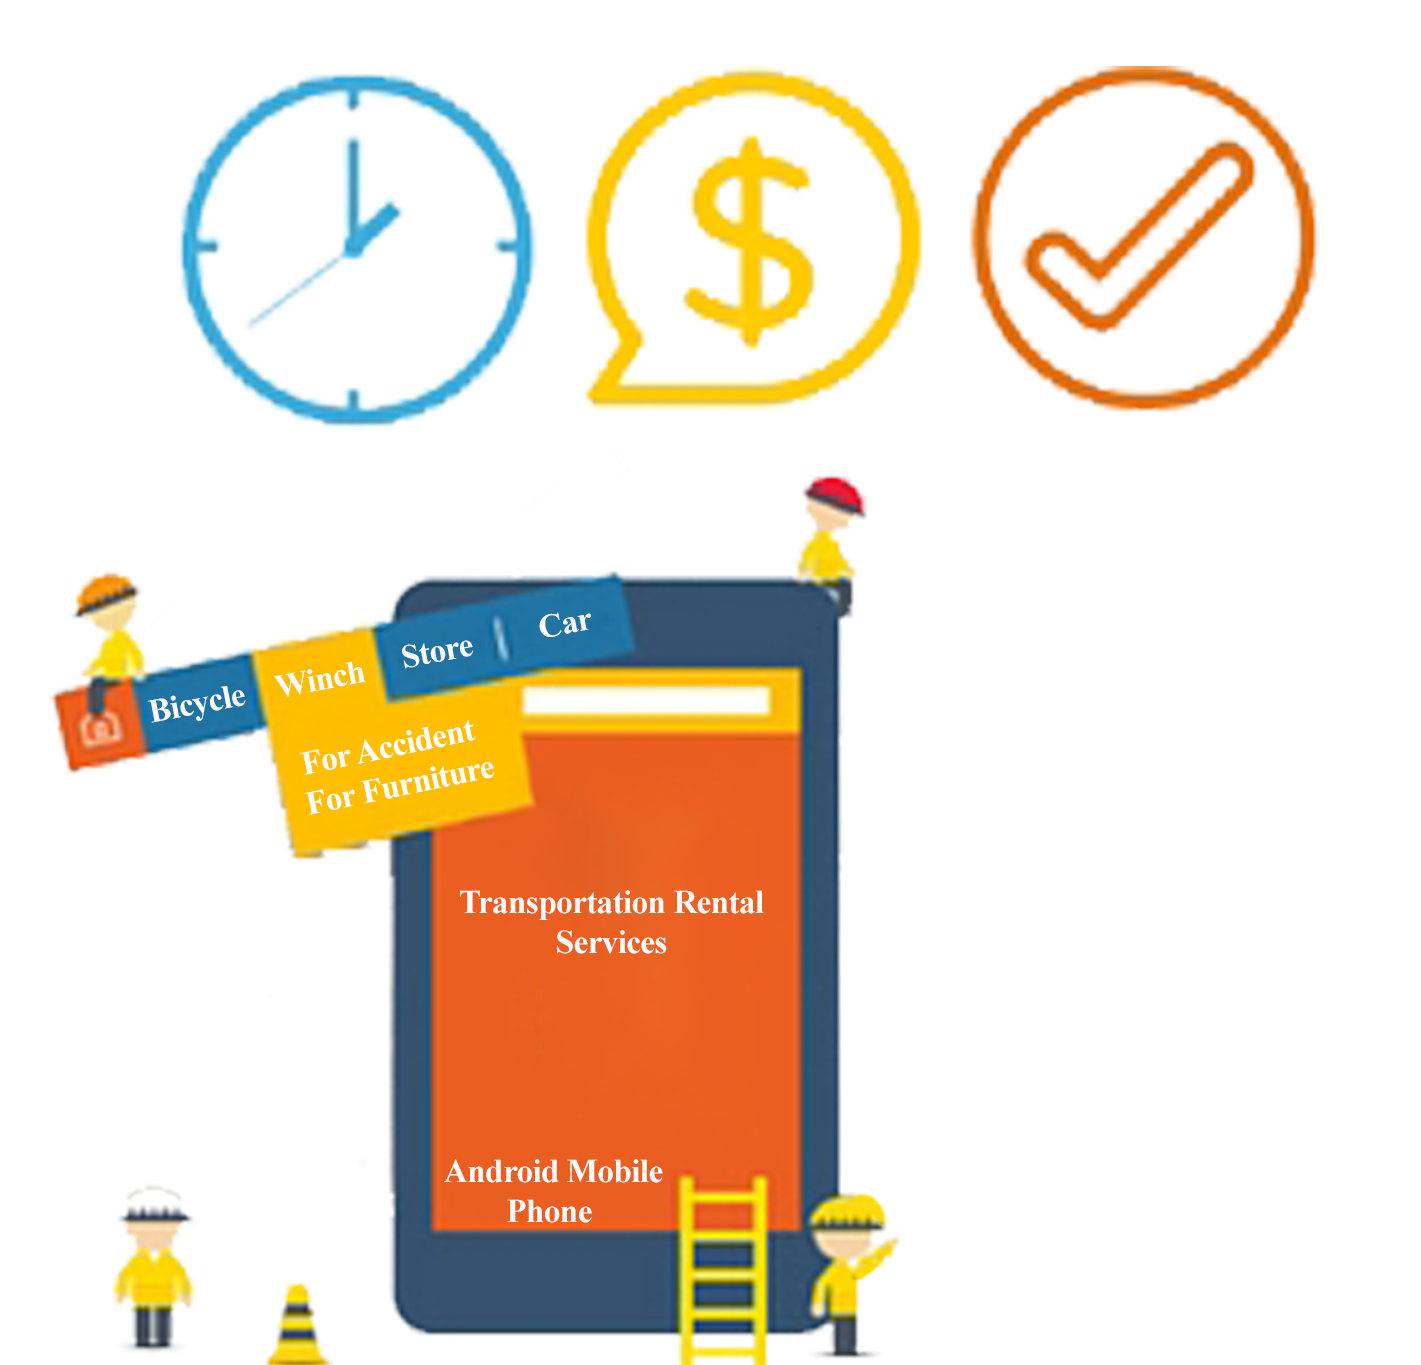 $
Bicycle Winch Store | Car
For Accident
For Furniture
Transportation Rental
Services
Android Mobile
Phone